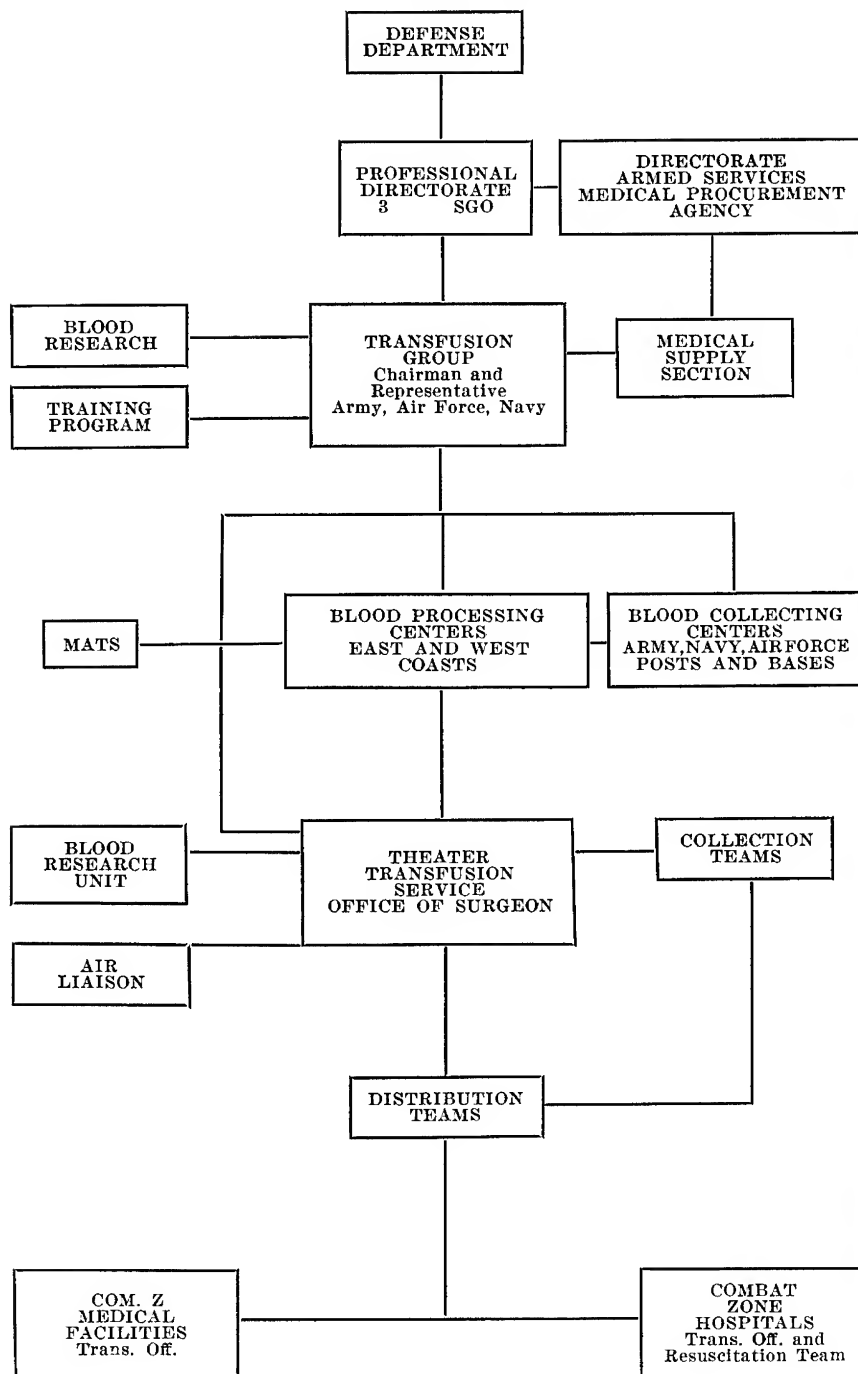 DEFENSE
DEPARTMENT
PROFESSIONAL
DIRECTORATE
3 SGO
DIRECTORATE
ARMED SERVICES
MEDICAL PROCUREMENT
AGENCY
BLOOD
RESEARCH
TRAINING
PROGRAM
TRANSFUSION
GROUP
Chairman and
Representative
Army, Air Force, Navy
MEDICAL
SUPPLY
SECTION
MATS
BLOOD PROCESSING
CENTERS
EAST AND WEST
COASTS
BLOOD COLLECTING
CENTERS
ARMY,NAVY,AIRFORCE
POSTS AND BASES
BLOOD
RESEARCH
UNIT
AIR
LIAISON
THEATER
TRANSFUSION
SERVICE
OFFICE OF SURGEON
COLLECTION
TEAMS
DISTRIBUTION
TEAMS
COM. Z
MEDICAL
FACILITIES
Trans. Off.
COMBAT
ZONE
HOSPITALS
Trans. Off. and
Resuscitation Team